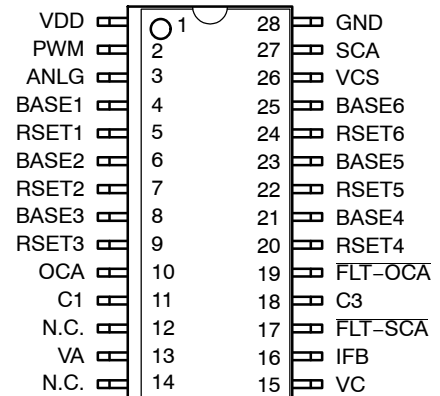 VDD 1 28 GND
PWM 2 27 SCA
ANLG 3 26 VCS
BASE1 4 25 BASE6
RSET1 5 24 RSET6
BASE2 6 23 BASE5
RSET2 7 22 RSET5
BASE3 8 21 BASE4
RSET3 9 20 RSET4
OCA 10 19 FLT−OCA
C1 11 18 C3
N.C. 12 17 FLT−SCA
VA 13 16 IFB
N.C. 14 15 VC